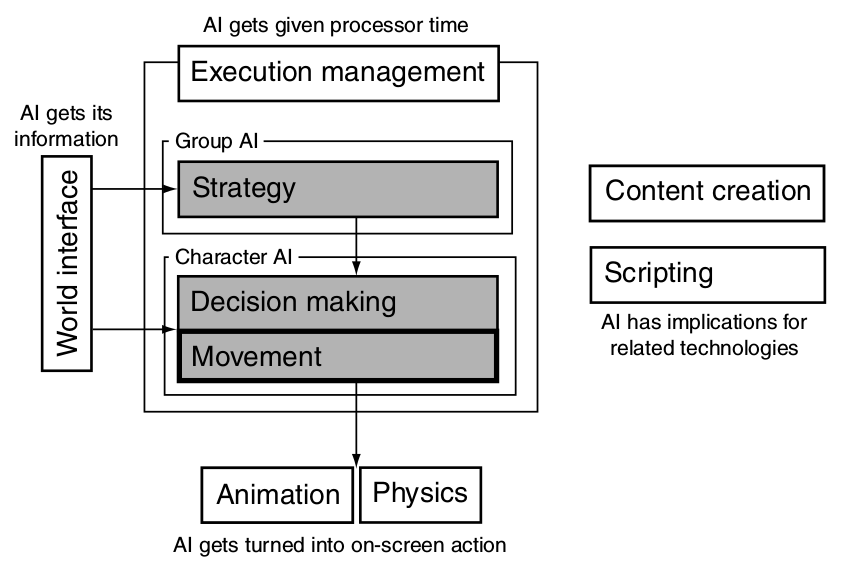 AI gets given processor time
Execution management
AI gets its
information
Group AI
Strategy
World interface
Character AI
Decision making
Movement
Content creation
Scripting
AI has implications for
related technologies
Animation
Physics
AI gets turned into on-screen action